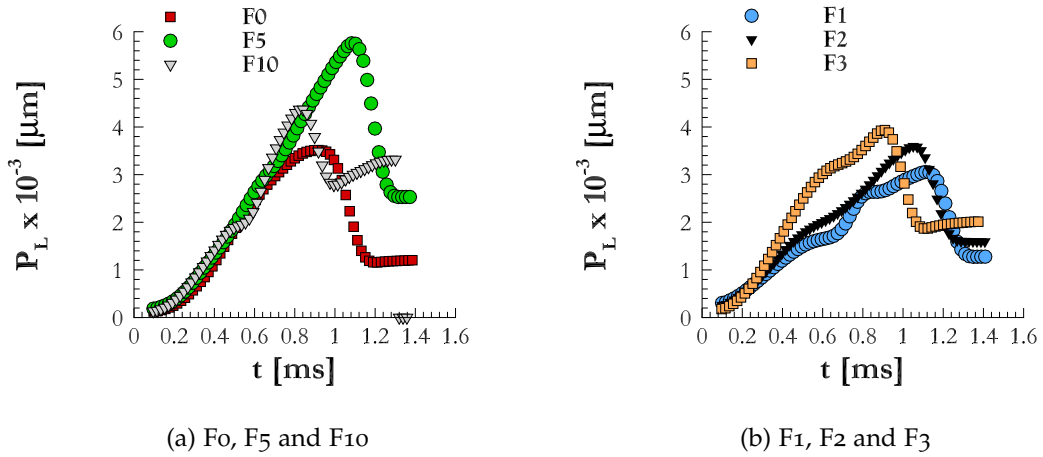 F0
F5
F10
6
5
4
3
2
1
0
P_L x 10^-3 [μm]
0 0.2 0.4 0.6 0.8 1 1.2 1.4 1.6
t [ms]
(a) F0, F5 and F10
F1
F2
F3
6
5
4
3
2
1
0
P_L x 10^-3 [μm]
0 0.2 0.4 0.6 0.8 1 1.2 1.4 1.6
t [ms]
(b) F1, F2 and F3